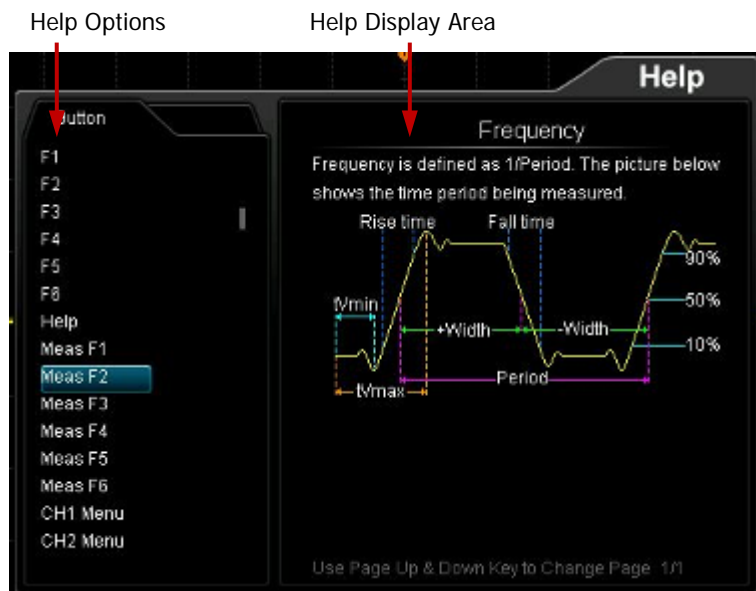 Help Options
Help Display Area
Help
Button
F1
F2
F3
F4
F5
F6
Help
Meas F1
Meas F2
Meas F3
Meas F4
Meas F5
Meas F6
CH1 Menu
CH2 Menu
Frequency
Frequency is defined as 1/Period. The picture below
shows the time period being measured.
Rise time
Fall time
90%
tVmin
50%
+Width
-Width
10%
Period
tVmax
Use Page Up & Down Key to Change Page 1/1